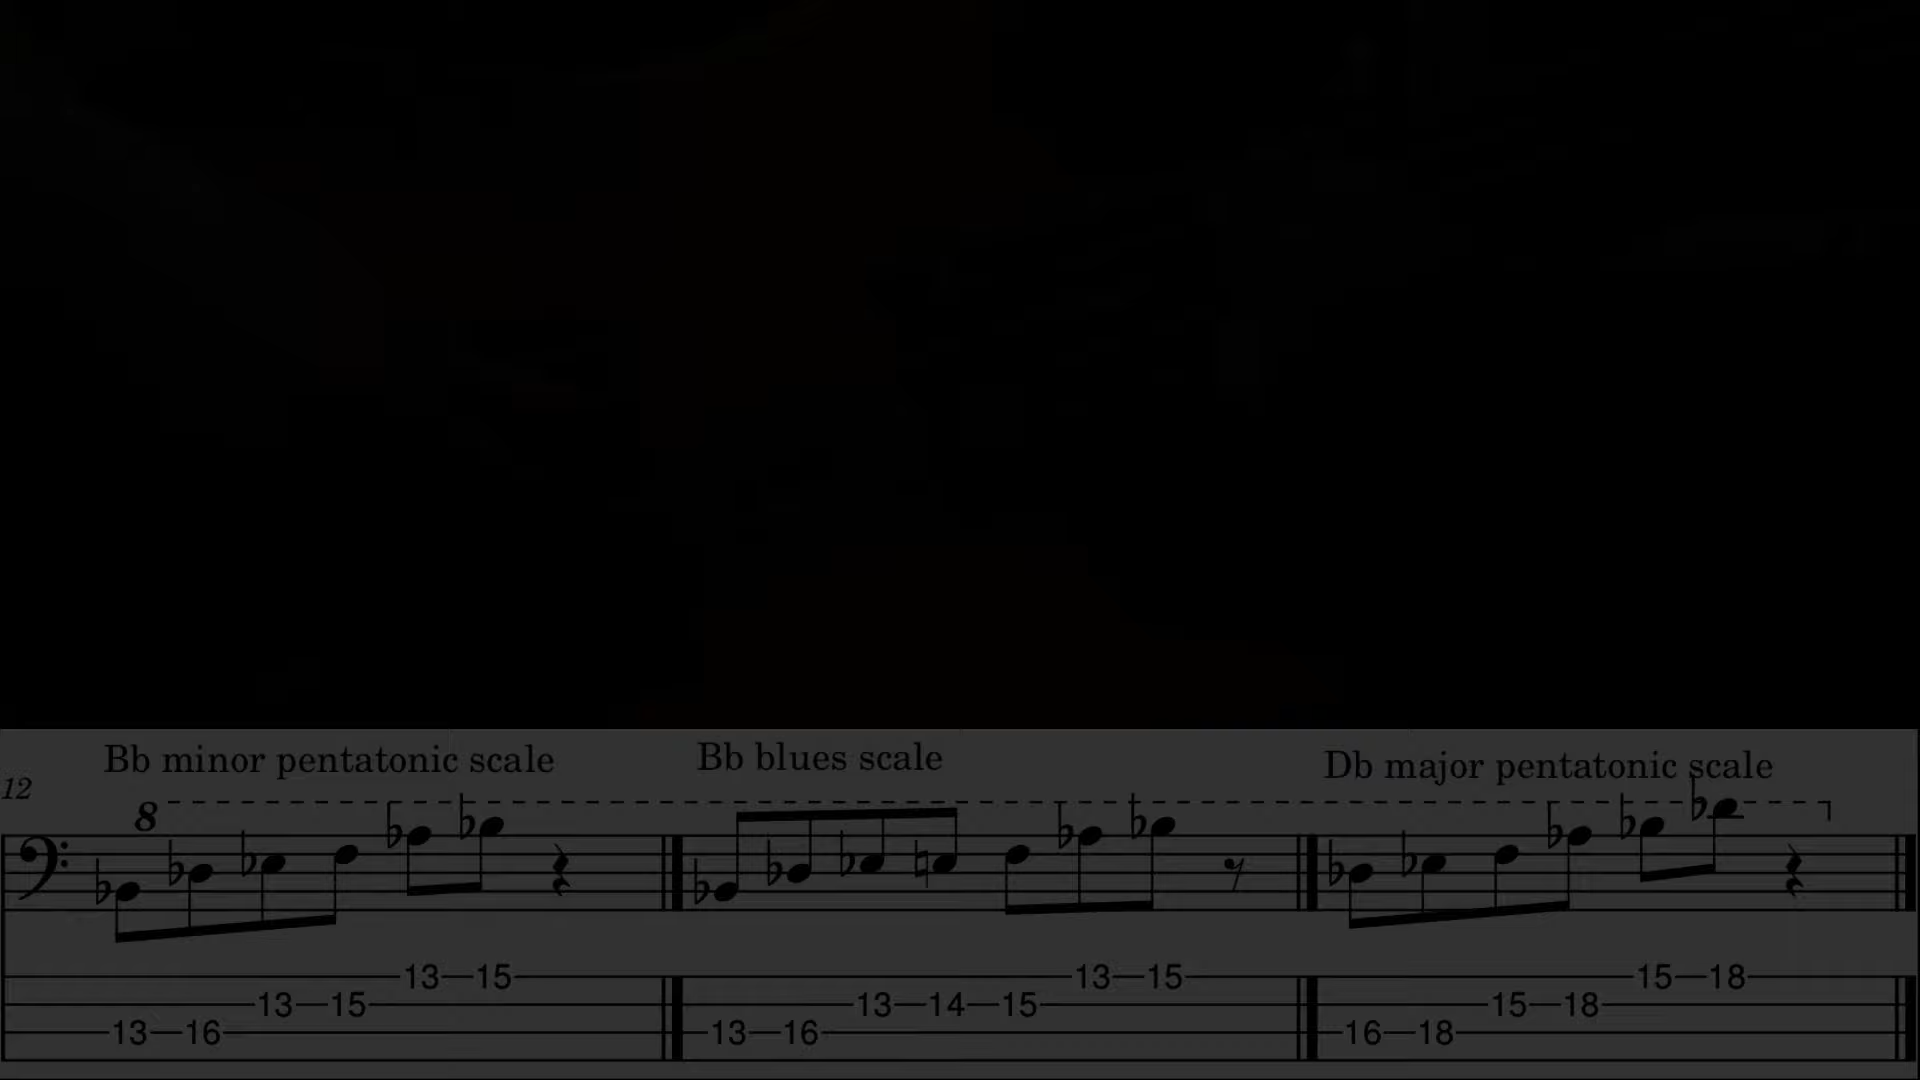 Bb minor pentatonic scale Bb blues scale Db major pentatonic scale
12
8
13 15 13 15 15 18
13 15 13 14 15 15 18
13 16 13 16 16 18